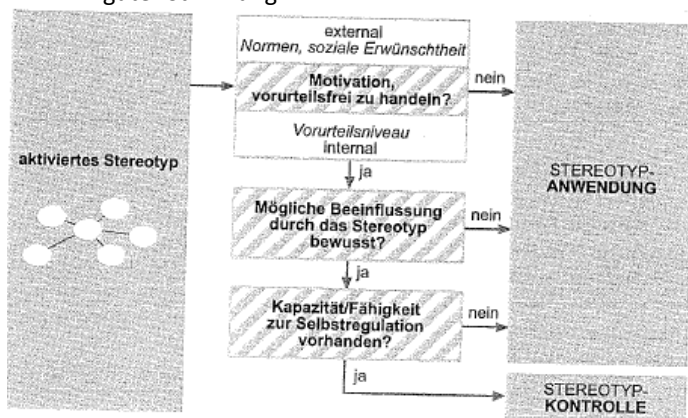 external
Normen, soziale Erwünschtheit
Motivation,
vorurteilsfrei zu handeln?
nein
Vorurteilsniveau
internal
aktiviertes Stereotyp
ja
STEREOTYP-
ANWENDUNG
Mögliche Beeinflussung
durch das Stereotyp
bewusst?
nein
ja
Kapazität/Fähigkeit
zur Selbstregulation
vorhanden?
nein
ja
STEREOTYP-
KONTROLLE